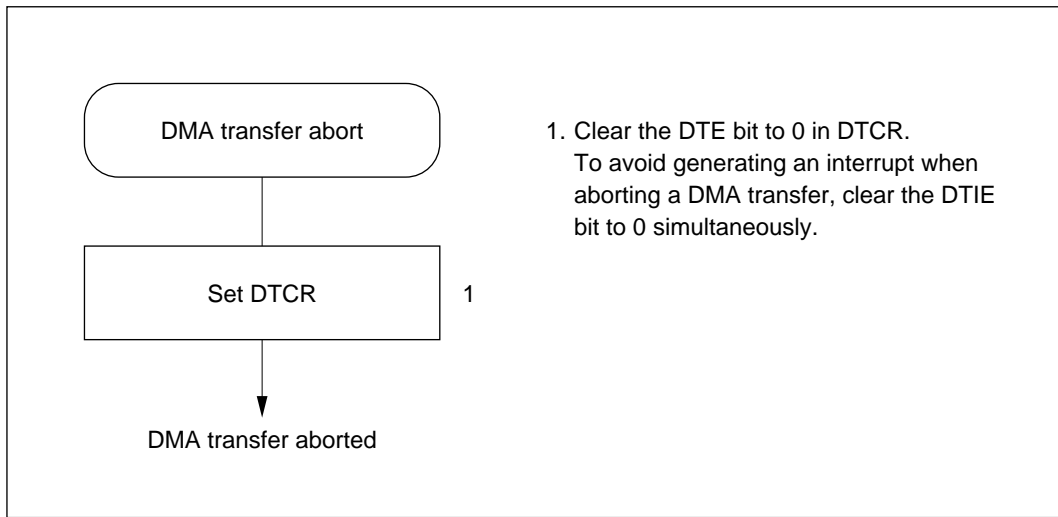 DMA transfer abort
Set DTCR
1
DMA transfer aborted
1. Clear the DTE bit to 0 in DTCR.
To avoid generating an interrupt when
aborting a DMA transfer, clear the DTIE
bit to 0 simultaneously.